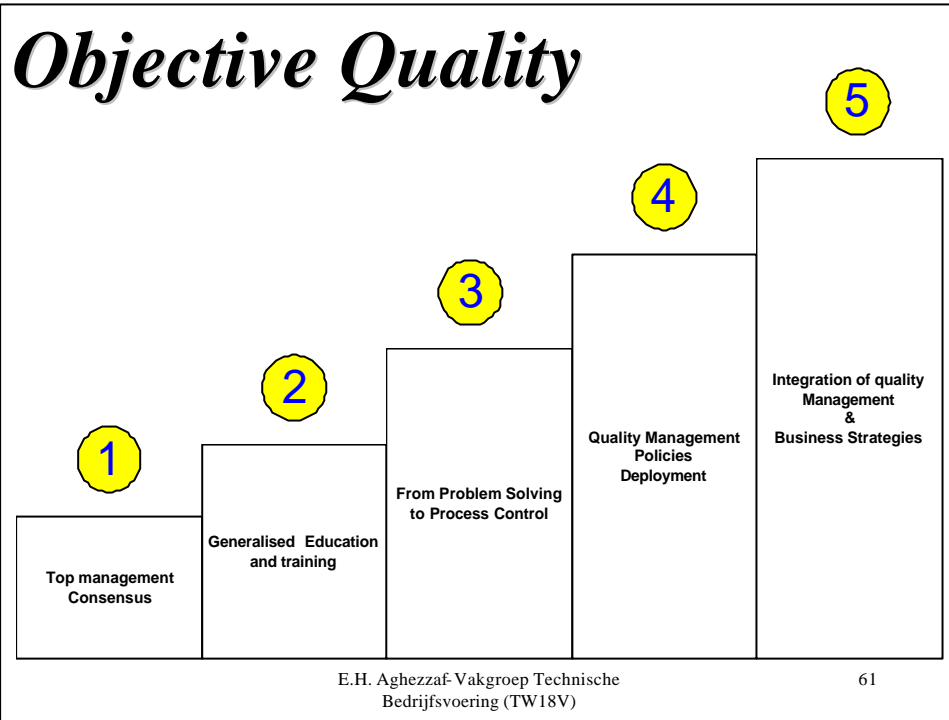 Objective Quality
1
Top management
Consensus
2
Generalised Education
and training
3
From Problem Solving
to Process Control
4
Quality Management
Policies
Deployment
5
Integration of quality
Management
&
Business Strategies
E.H. Aghezzaf-Vakgroep Technische
Bedrijfsvoering (TW18V)
61